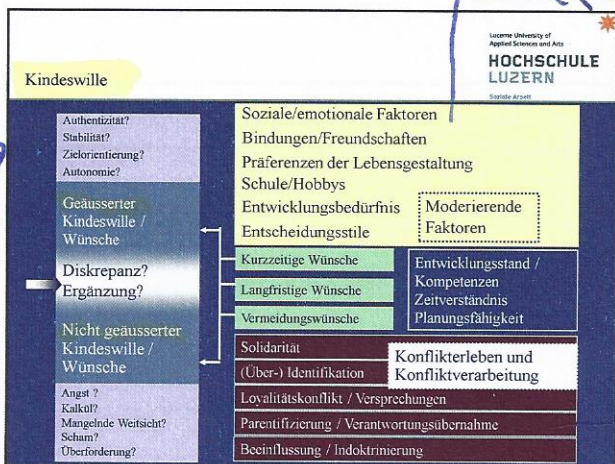 Lucerne University of
Applied Sciences and Arts
HOCHSCHULE
LUZERN
Soziale Arbeit
Kindeswille
Authentizität?
Stabilität?
Zielorientierung?
Autonomie?
Geäusserter
Kindeswille /
Wünsche
Diskrepanz?
Ergänzung?
Nicht geäusserter
Kindeswille /
Wünsche
Angst ?
Kalkül?
Mangelnde Weitsicht?
Scham?
Überforderung?
Soziale/emotionale Faktoren
Bindungen/Freundschaften
Präferenzen der Lebensgestaltung
Schule/Hobbys
Entwicklungsbedürfnis
Entscheidungsstile
Moderierende
Faktoren
Kurzzeitige Wünsche
Langfristige Wünsche
Vermeidungswünsche
Entwicklungsstand /
Kompetenzen
Zeitverständnis
Planungsfähigkeit
Solidarität
(Über-) Identifikation
Loyalitätskonflikt / Versprechungen
Parentifizierung / Verantwortungsübernahme
Beeinflussung / Indoktrinierung
Konflikterleben und
Konfliktverarbeitung